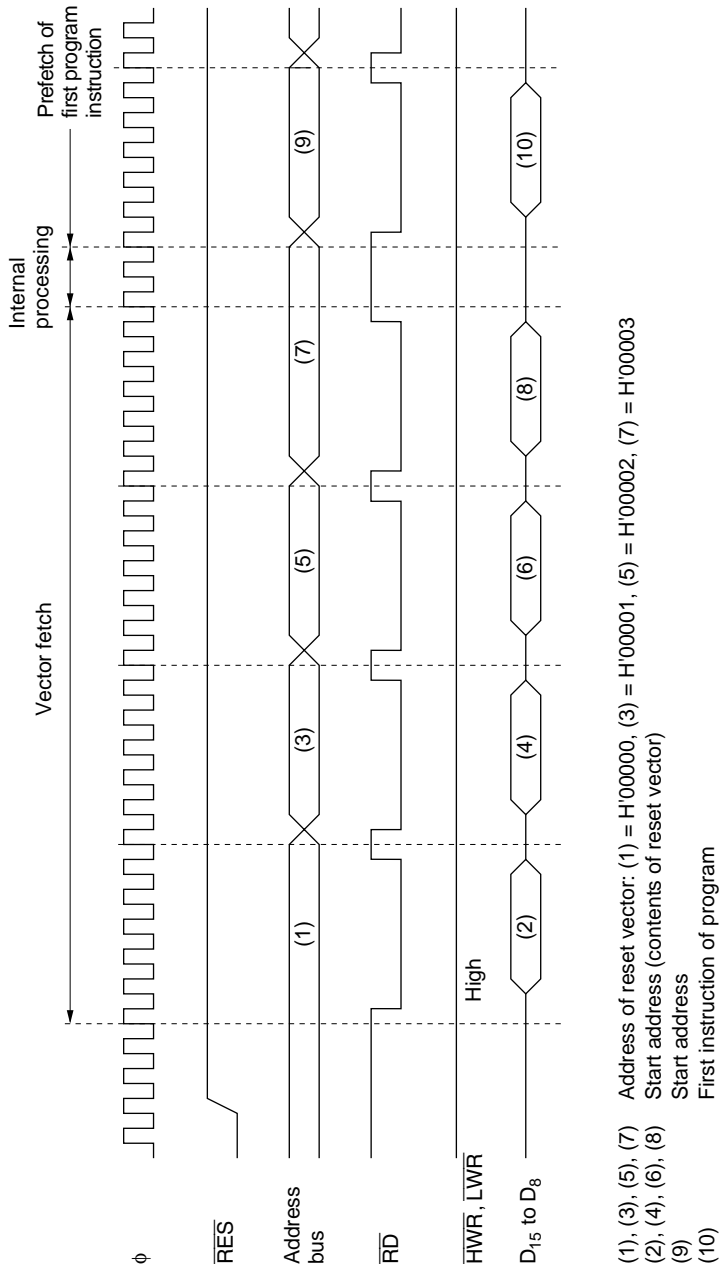 Vector fetch
Internal
processing
Prefetch of
first program
instruction
φ
RES
Address
bus
(1)
(3)
(5)
(7)
(9)
RD
HWR, LWR
High
D15 to D8
(2)
(4)
(6)
(8)
(10)
(1), (3), (5), (7) Address of reset vector: (1) = H'00000, (3) = H'00001, (5) = H'00002, (7) = H'00003
(2), (4), (6), (8) Start address (contents of reset vector)
(9) Start address
(10) First instruction of program